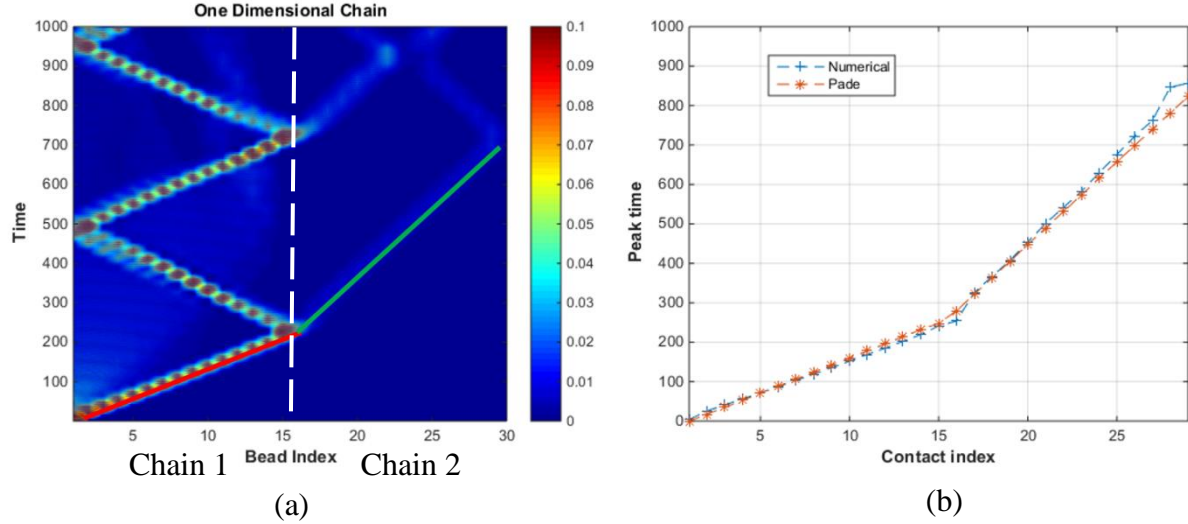 One Dimensional Chain
1000
900
800
700
600
500
400
300
200
100
Time
5 10 15 20 25 30
Bead Index
0.1
0.09
0.08
0.07
0.06
0.05
0.04
0.03
0.02
0.01
0
Chain 1 Chain 2
(a)
1000
900
800
700
600
500
400
300
200
100
0
Peak time
Numerical
Pade
5 10 15 20 25
Contact index
(b)